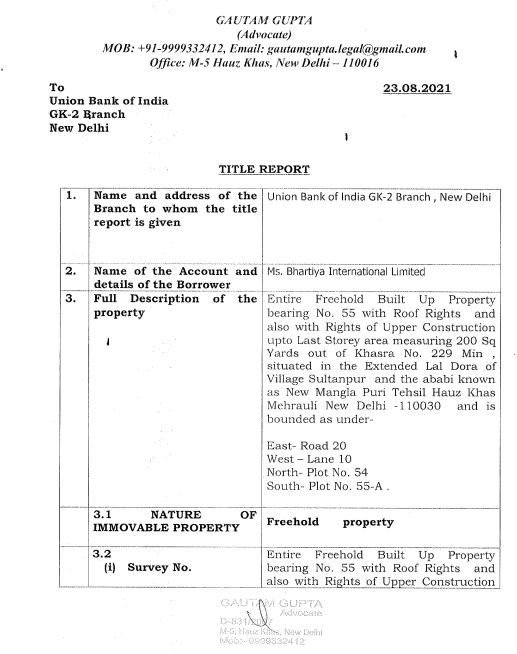 GAUTAM GUPTA
(Advocate)
MOB: +91-9999332412, Email: gautamgupta.legal@gmail.com
Office: M-5 Hauz Khas, New Delhi – 110016
To
23.08.2021
Union Bank of India
GK-2 Branch
New Delhi
TITLE REPORT
1. Name and address of the Branch to whom the title report is given
Union Bank of India GK-2 Branch , New Delhi
2. Name of the Account and details of the Borrower
Ms. Bhartiya International Limited
3. Full Description of the property
Entire Freehold Built Up Property
bearing No. 55 with Roof Rights and
also with Rights of Upper Construction
upto Last Storey area measuring 200 Sq
Yards out of Khasra No. 229 Min ,
situated in the Extended Lal Dora of
Village Sultanpur and the ababi known
as New Mangla Puri Tehsil Hauz Khas
Mehrauli New Delhi -110030 and is
bounded as under-
East- Road 20
West – Lane 10
North- Plot No. 54
South- Plot No. 55-A .
3.1 NATURE OF
IMMOVABLE PROPERTY
Freehold property
3.2
(i) Survey No.
Entire Freehold Built Up Property
bearing No. 55 with Roof Rights and
also with Rights of Upper Construction
GAUTAM GUPTA
Advocate
M-5, Hauz Khas, New Delhi
Mob:- 9999332412